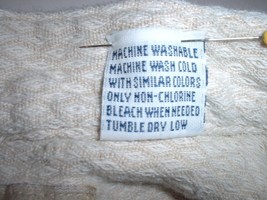 MACHINE WASHABLE
MACHINE WASH COLD
WITH SIMILAR COLORS
ONLY NON-CHLORINE
BLEACH WHEN NEEDED
TUMBLE DRY LOW